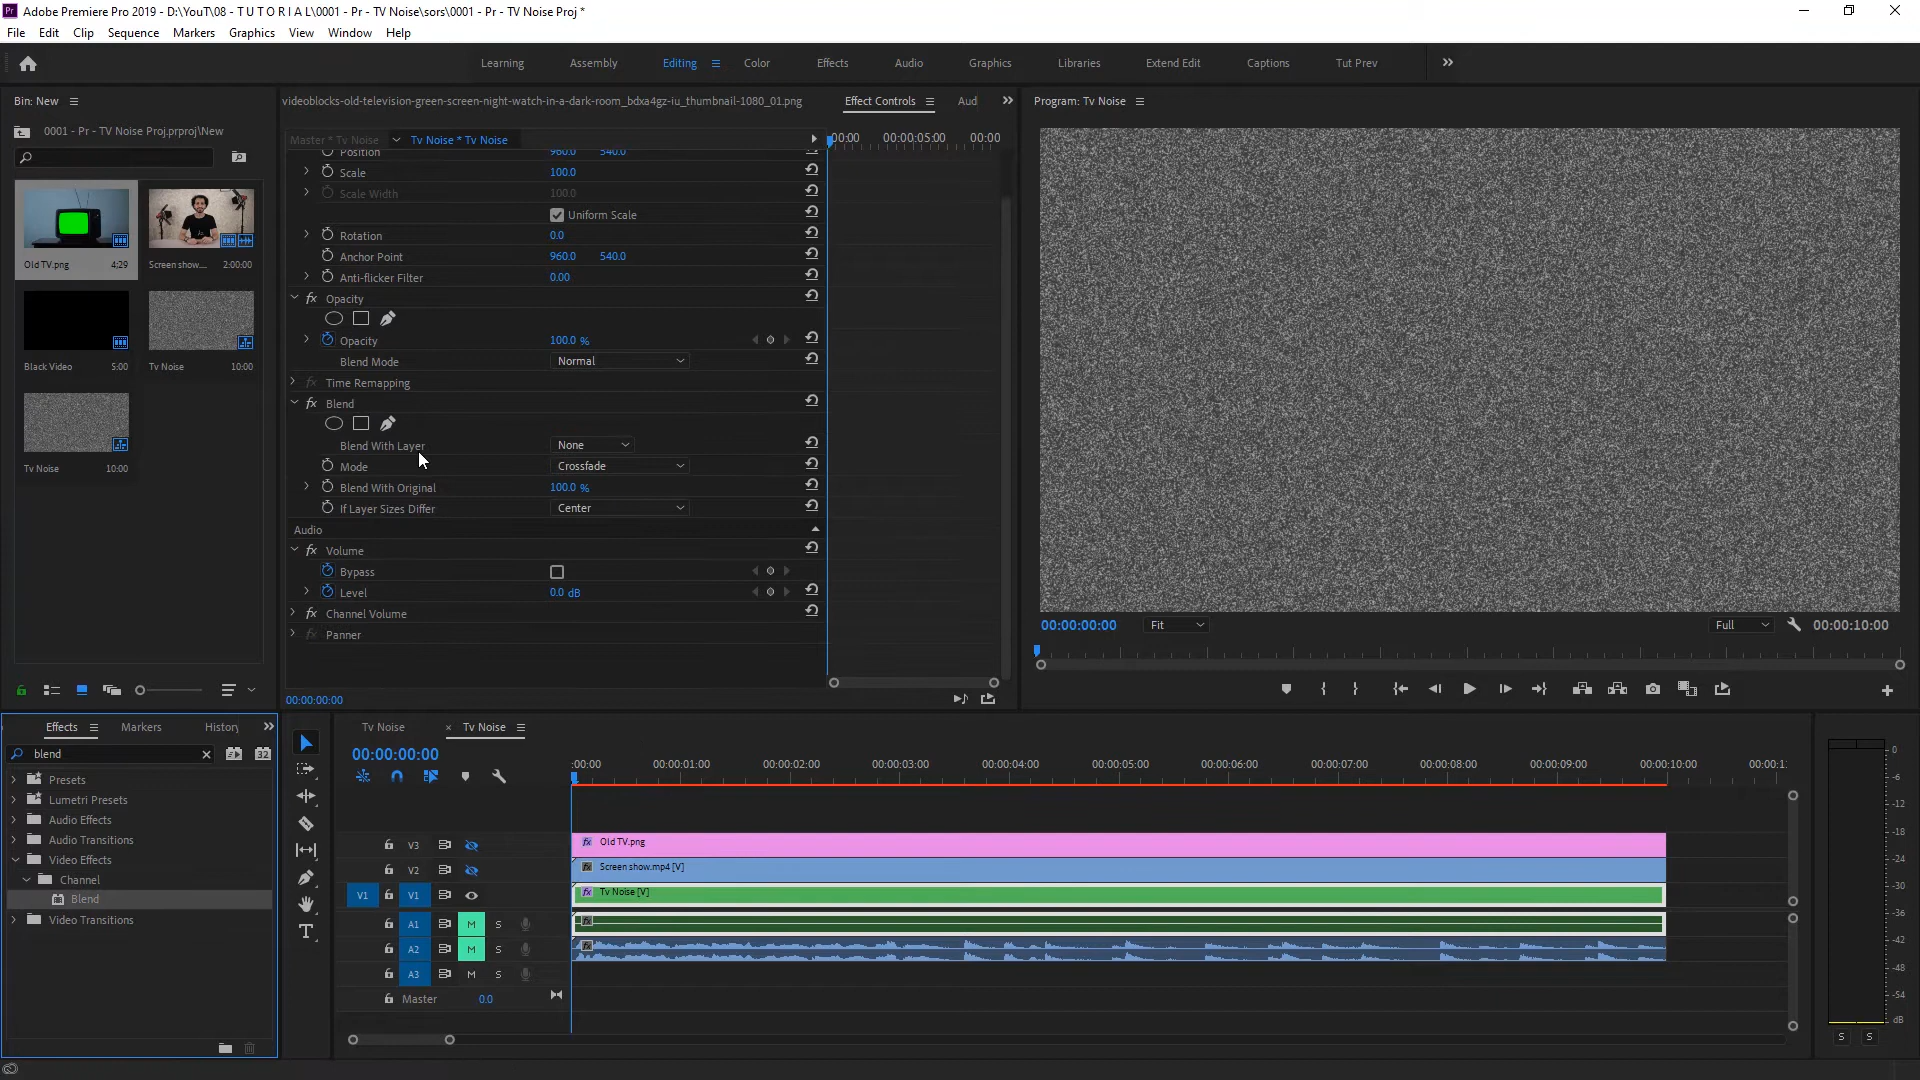 Adobe Premiere Pro 2019 - D:\YouT\08 - T U T O R I A L\0001 - Pr - TV Noise\sors\0001 - Pr - TV Noise Proj *
File Edit Clip Sequence Markers Graphics View Window Help
Learning Assembly Editing Color Effects Audio Graphics Libraries Extend Edit Captions Tut Prev
Bin: New
0001 - Pr - TV Noise Proj.prproj\New
Old TV.png 4:29
Screen show.... 2:00:00
Black Video 5:00
Tv Noise 10:00
Tv Noise 10:00
videoblocks-old-television-green-screen-night-watch-in-a-dark-room_bdxa4gz-iu_thumbnail-1080_01.png
Effect Controls
Aud
Master * Tv Noise
Tv Noise * Tv Noise
00:00 00:00:05:00 00:00
Position 960.0 540.0
Scale 100.0
Scale Width 100.0
Uniform Scale
Rotation 0.0
Anchor Point 960.0 540.0
Anti-flicker Filter 0.00
fx Opacity
Opacity 100.0 %
Blend Mode Normal
fx Time Remapping
fx Blend
Blend With Layer None
Mode Crossfade
Blend With Original 100.0 %
If Layer Sizes Differ Center
Audio
fx Volume
Bypass
Level 0.0 dB
fx Channel Volume
fx Panner
00:00:00:00
Program: Tv Noise
00:00:00:00 Fit Full 00:00:10:00
Effects Markers History
blend
32
Presets
Lumetri Presets
Audio Effects
Audio Transitions
Video Effects
Channel
Blend
Video Transitions
Tv Noise × Tv Noise
00:00:00:00
:00:00 00:00:01:00 00:00:02:00 00:00:03:00 00:00:04:00 00:00:05:00 00:00:06:00 00:00:07:00 00:00:08:00 00:00:09:00 00:00:10:00 00:00:1
V3 fx Old TV.png
V2 fx Screen show.mp4 [V]
V1 V1 fx Tv Noise [V]
A1 M S fx
A2 M S fx
A3 M S
Master 0.0
0
-6
-12
-18
-24
-30
-36
-42
-48
-54
dB
S S